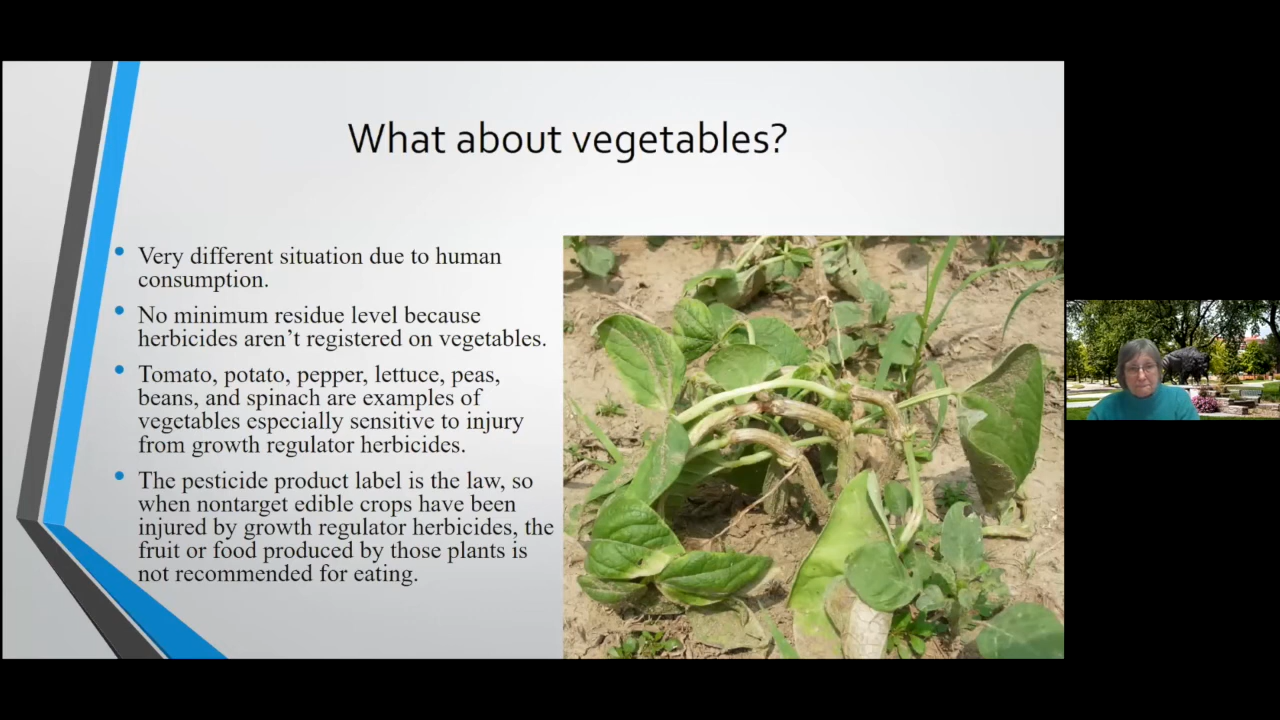 What about vegetables?
• Very different situation due to human
consumption.
• No minimum residue level because
herbicides aren’t registered on vegetables.
• Tomato, potato, pepper, lettuce, peas,
beans, and spinach are examples of
vegetables especially sensitive to injury
from growth regulator herbicides.
• The pesticide product label is the law, so
when nontarget edible crops have been
injured by growth regulator herbicides, the
fruit or food produced by those plants is
not recommended for eating.